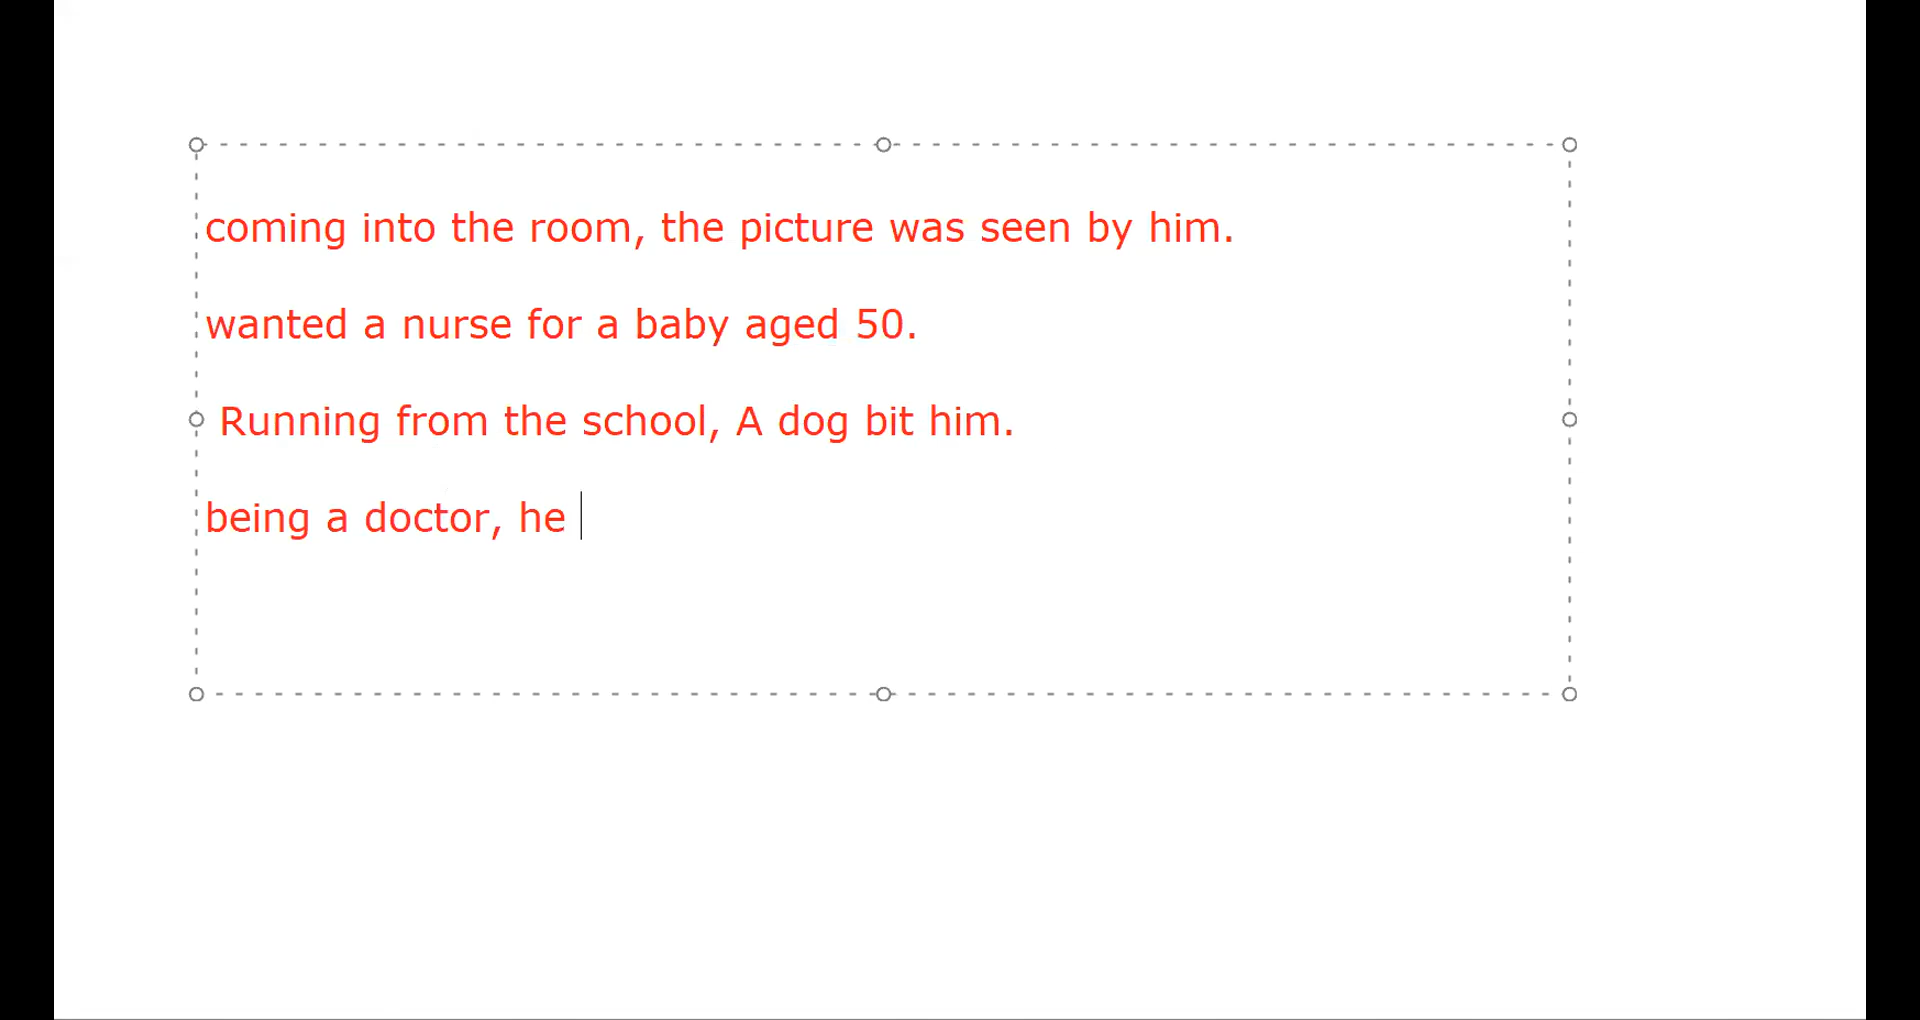 coming into the room, the picture was seen by him.
wanted a nurse for a baby aged 50.
Running from the school, A dog bit him.
being a doctor, he